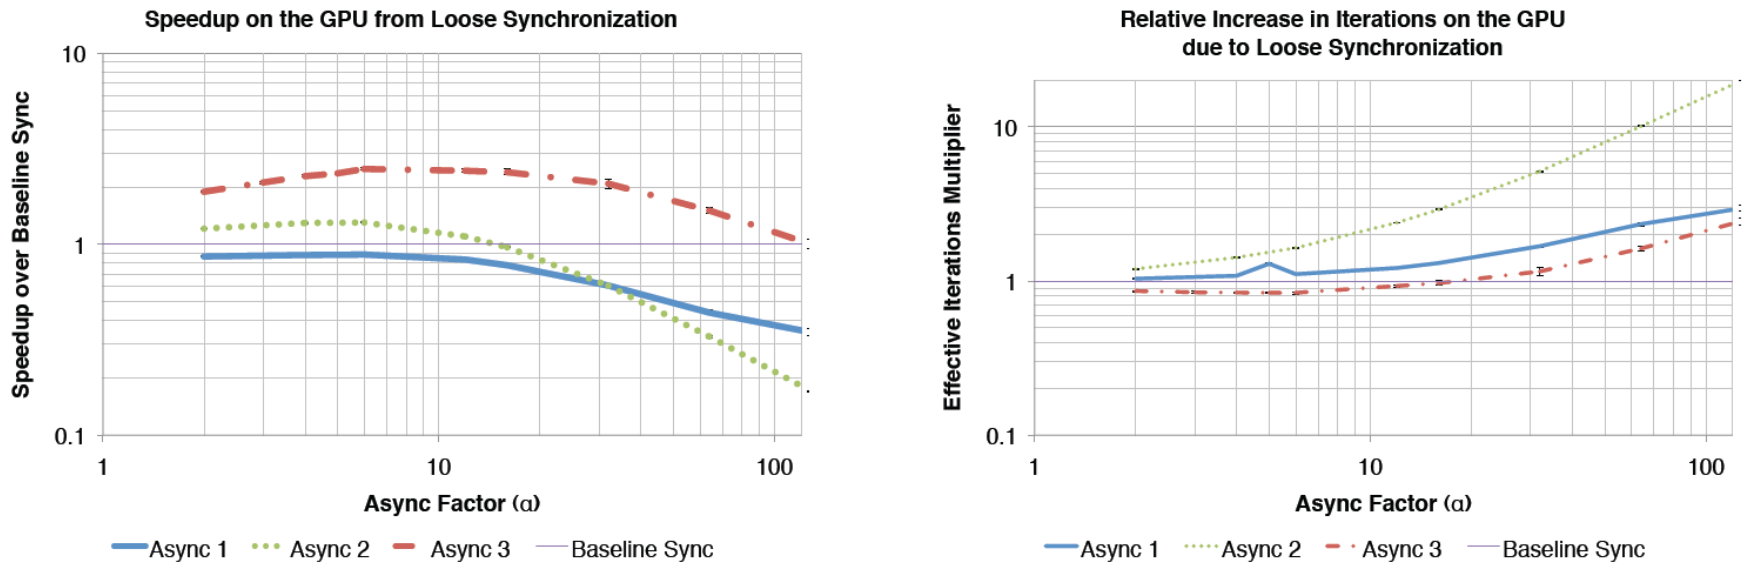 Speedup on the GPU from Loose Synchronization
10
1
0.1
1
10
100
Speedup over Baseline Sync
Async Factor (α)
Async 1
Async 2
Async 3
Baseline Sync
Relative Increase in Iterations on the GPU
due to Loose Synchronization
10
1
0.1
1
10
100
Effective Iterations Multiplier
Async Factor (α)
Async 1
Async 2
Async 3
Baseline Sync